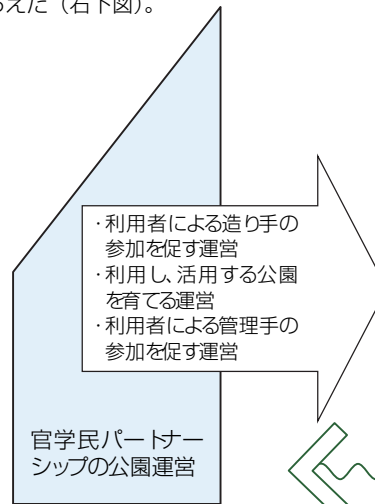 らえた（右下図）。
・利用者による造り手の
参加を促す運営
・利用し、活用する公園
を育てる運営
・利用者による管理手の
参加を促す運営
官学民パートナー
シップの公園運営